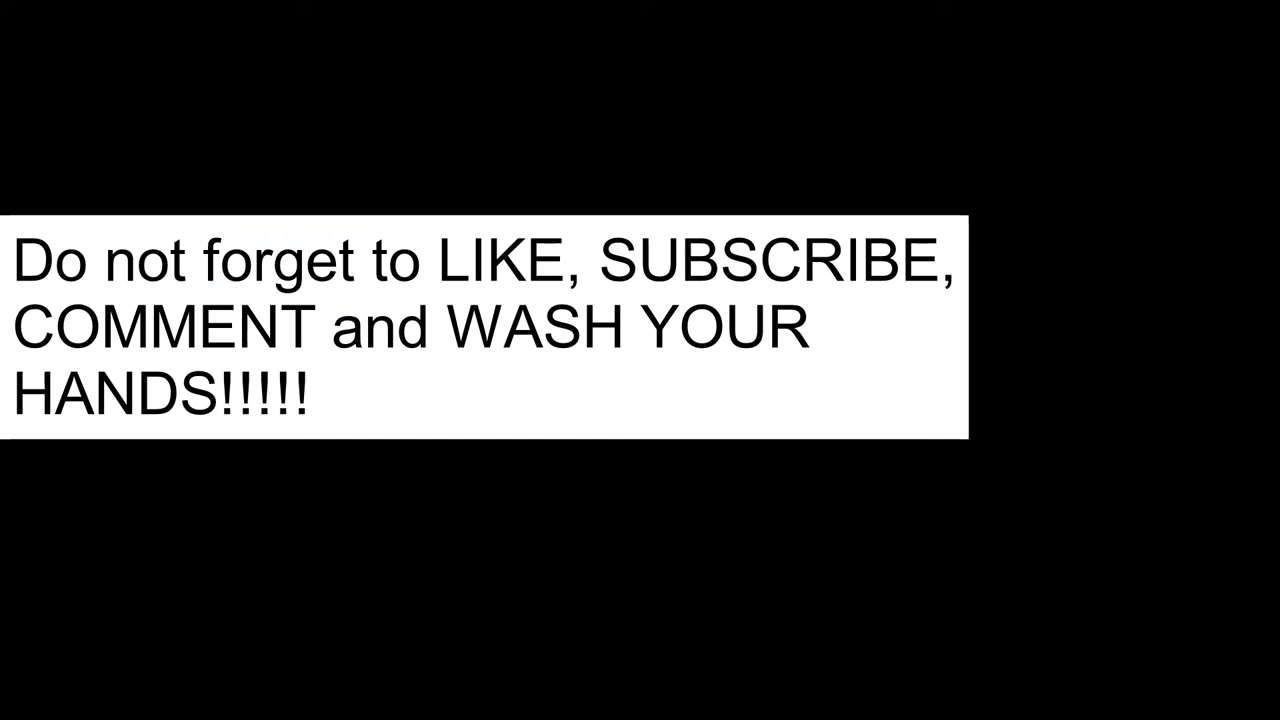 Do not forget to LIKE, SUBSCRIBE,
COMMENT and WASH YOUR
HANDS!!!!!